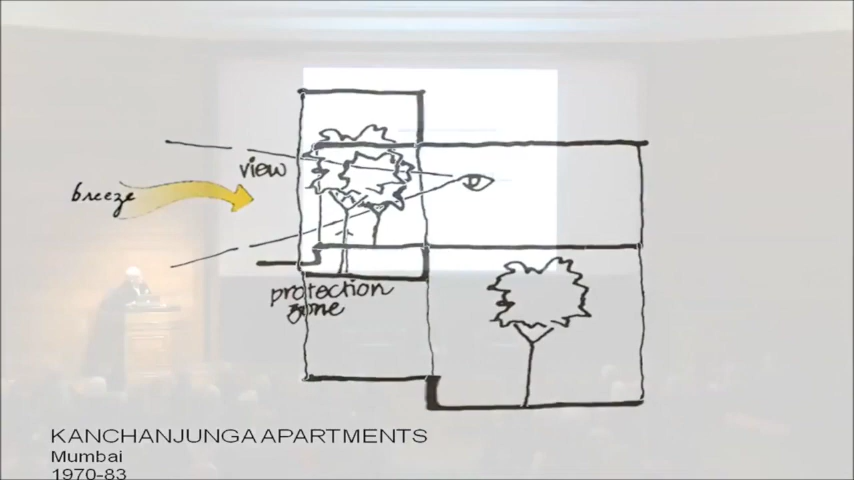 view
breeze
protection
zone
KANCHANJUNGA APARTMENTS
Mumbai
1970-83